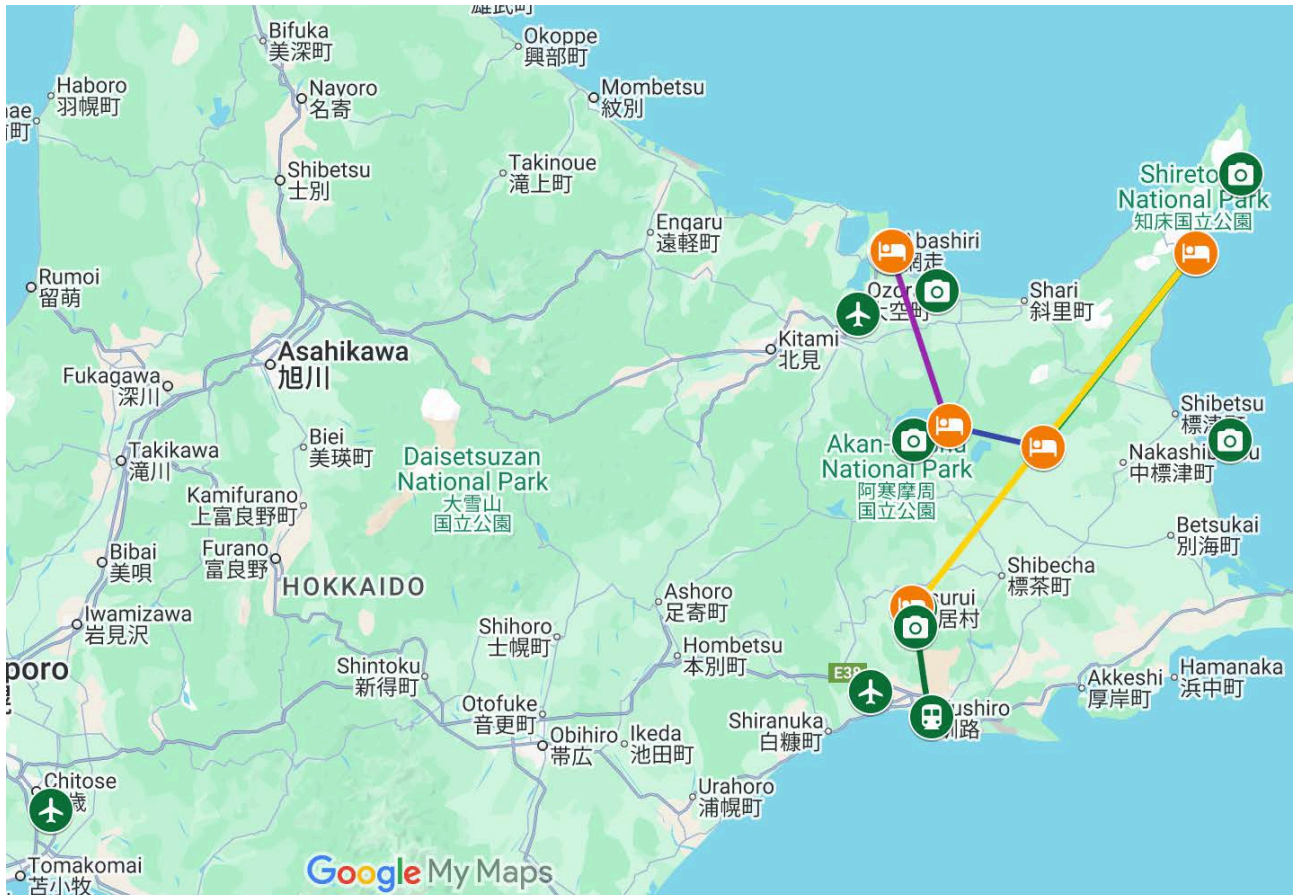 雄武町
Bifuka
美深町
Okoppe
興部町
Haboro
羽幌町
Nayoro
名寄
Mombetsu
紋別
Shibetsu
士別
Takinoue
滝上町
National Park
知床国立公園
Engaru
遠軽町
Rumoi
留萌
Shari
斜里町
Kitami
北見
Asahikawa
旭川
Fukagawa
深川
Shibetsu
Takikawa
滝川
Biei
美瑛町
Daisetsuzan
National Park
大雪山
国立公園
National Park
阿寒摩周
国立公園
中標津町
Kamifurano
上富良野町
Betsukai
別海町
Bibai
美唄
Furano
富良野
HOKKAIDO
Shibecha
標茶町
Ashoro
足寄町
Iwamizawa
岩見沢
Shihoro
士幌町
Hombetsu
本別町
Shintoku
新得町
Akkeshi
厚岸町
Hamanaka
浜中町
Otofuke
音更町
Obihiro
帯広
Ikeda
池田町
Shiranuka
白糠町
Chitose
Urahoro
浦幌町
Tomakomai
苫小牧
Google My Maps